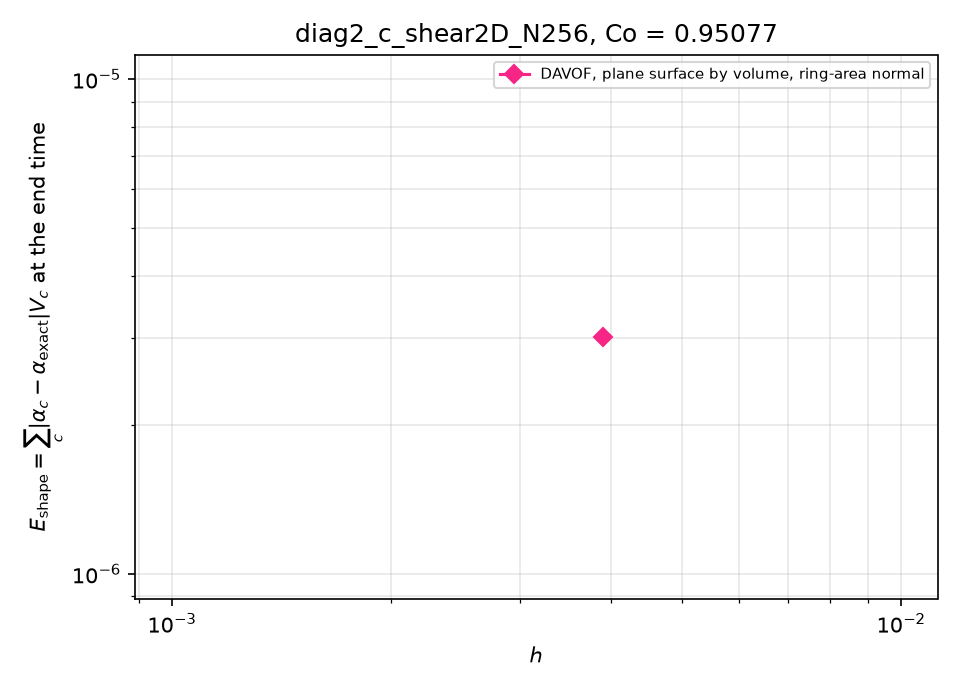 diag2_c_shear2D_N256, Co = 0.95077
DAVOF, plane surface by volume, ring-area normal
E_shape = ∑_c |α_c − α_exact|V_c at the end time
10⁻⁵
10⁻⁶
10⁻³
10⁻²
h